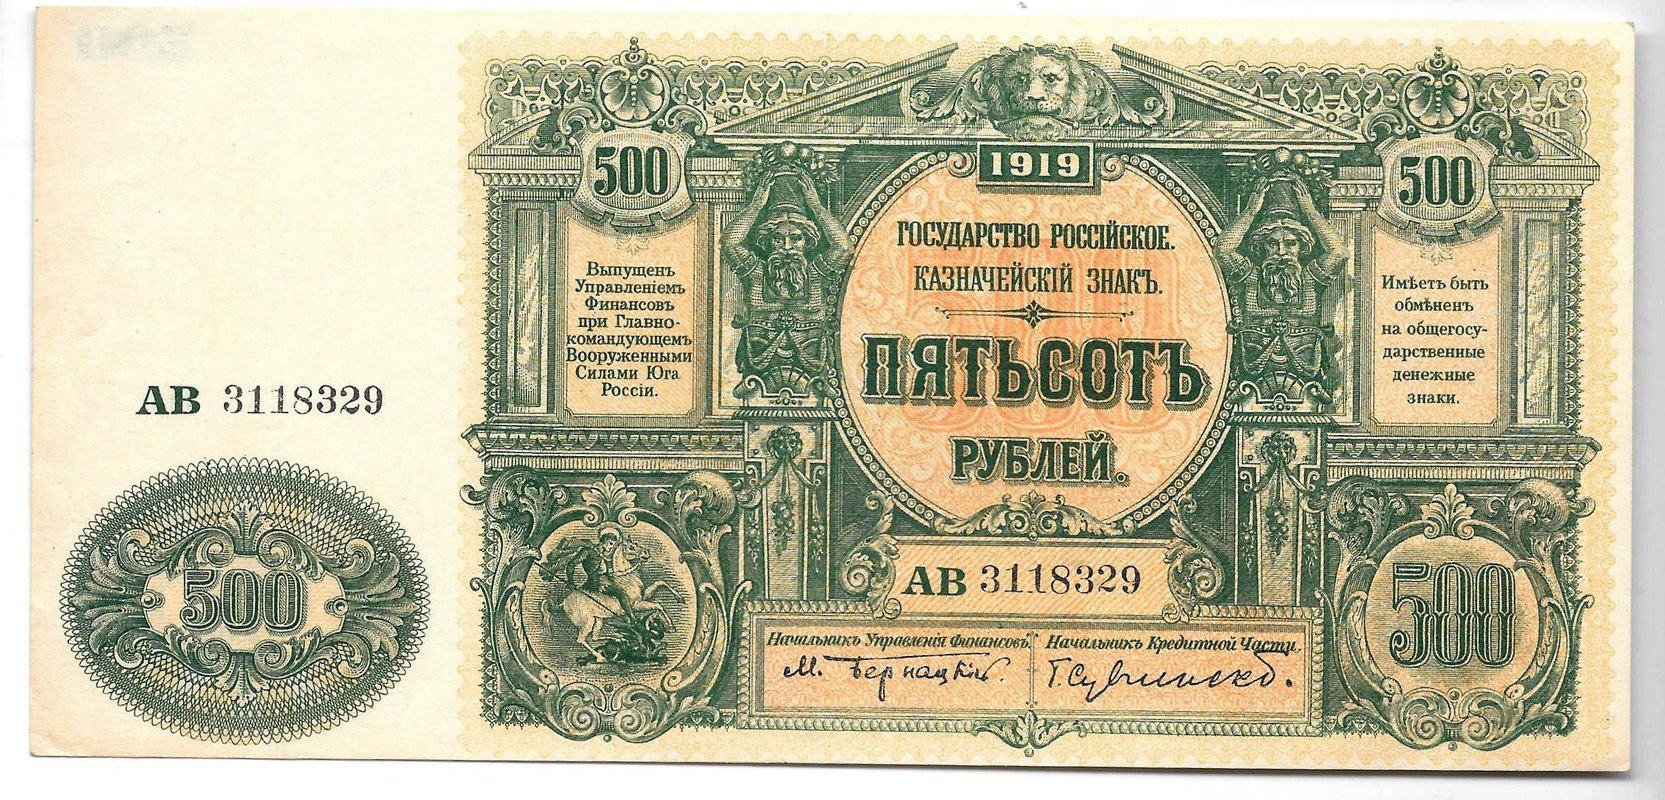 1919
500
500
ГОСУДАРСТВО РОССІЙСКОЕ.
КАЗНАЧЕЙСКІЙ ЗНАКЪ.
ПЯТЬСОТЪ
РУБЛЕЙ.
Выпущенъ
Управленіемъ
Финансовъ
при Главно-
командующемъ
Вооруженными
Силами Юга
Россіи.
Имѣетъ быть
обмѣненъ
на общегосу-
дарственные
денежные
знаки.
АВ 3118329
500
АВ 3118329
500
Начальникъ Управленія Финансовъ.
Начальникъ Кредитной Части.
М. Бернацкій.